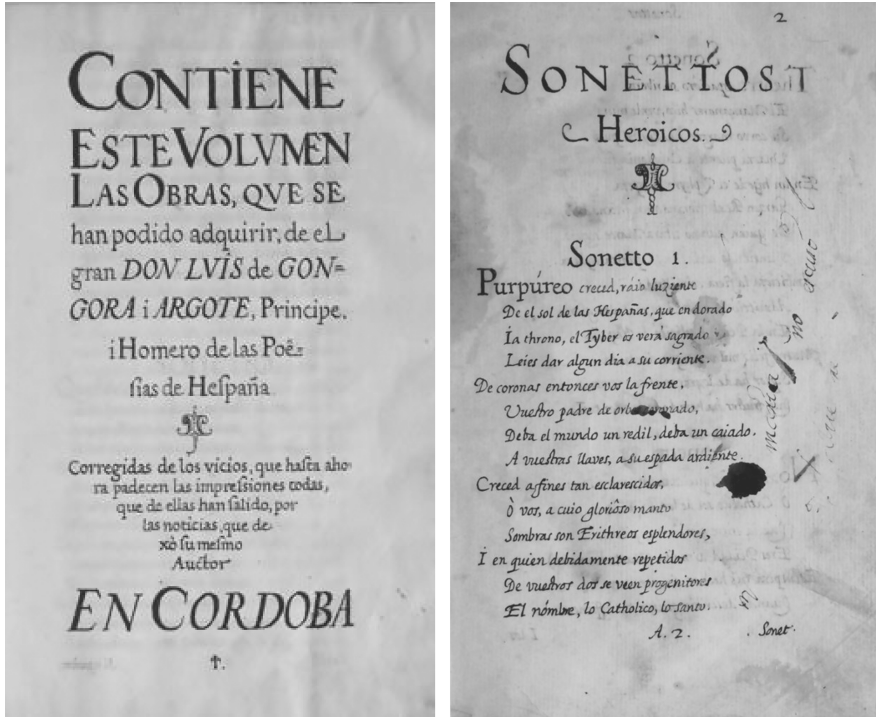 CONTIENE
ESTE VOLVMEN
LAS OBRAS, QVE SE
han podido adquirir, de el
gran DON LVIS de GON=
GORA i ARGOTE, Principe.
i Homero de las Poê=
ſias de Heſpaña
Corregidas de los vicios, que haſta aho
ra padecen las impreſsiones todas,
que de ellas han ſalido, por
las noticias, que de
xò ſu meſmo
Auctor
EN CORDOBA
2
SONETTOS
Heroicos.
Sonetto 1.
Purpúreo creced, ráio luziente
De el sol de las Hespañas, que en dorado
Ia throno, el Tyber os verà sagrado
Leies dar algun dia a su corriente.
De coronas entonces vos la frente,
Vuestro padre de orbes
Deba el mundo un redil, deba un caiado.
A vuestras llaves, a su espada ardiente.
Creced a fines tan esclarescidos,
Ò vos, a cuio glorióso manto
Sombras son Erithreos esplendores,
I en quien debidamente repetidos
De vuestros dos se veen progenitores
El nómbre, lo Catholico, lo santo.
A. 2. Sonet.
no